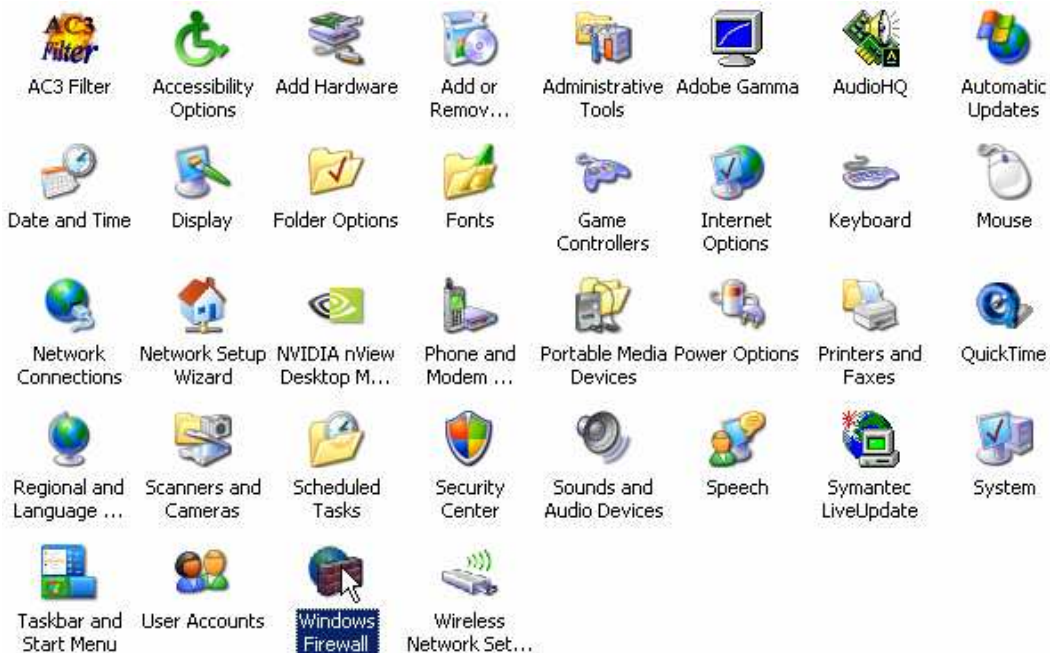 AC3
Filter
AC3 Filter
Accessibility
Options
Add Hardware
Add or
Remov...
Administrative
Tools
Adobe Gamma
AudioHQ
Automatic
Updates
Date and Time
Display
Folder Options
Fonts
Game
Controllers
Internet
Options
Keyboard
Mouse
Network
Connections
Network Setup
Wizard
NVIDIA nView
Desktop M...
Phone and
Modem ...
Portable Media
Devices
Power Options
Printers and
Faxes
QuickTime
Regional and
Language ...
Scanners and
Cameras
Scheduled
Tasks
Security
Center
Sounds and
Audio Devices
Speech
Symantec
LiveUpdate
System
Taskbar and
Start Menu
User Accounts
Windows
Firewall
Wireless
Network Set...